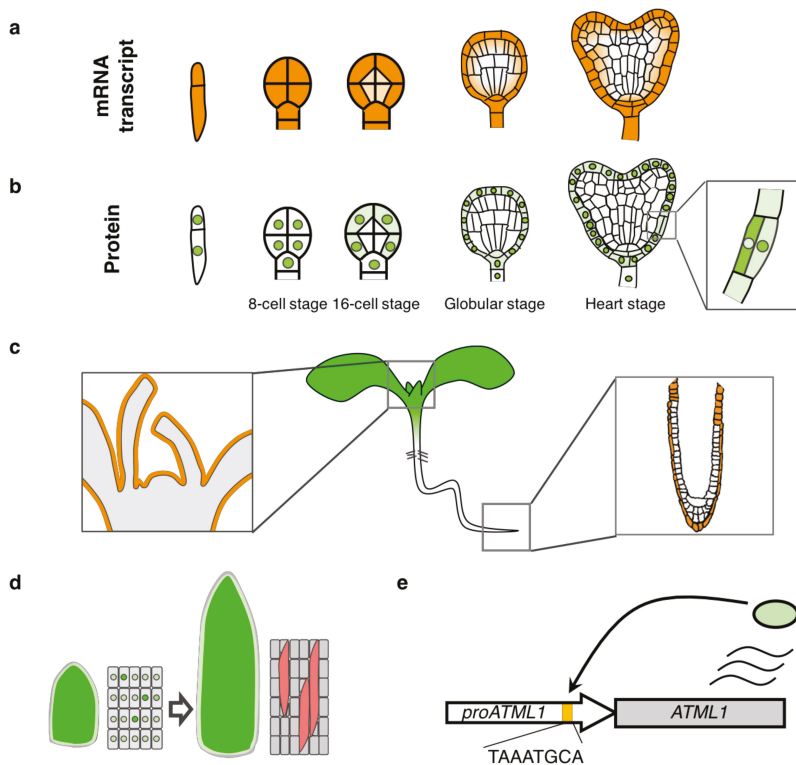 a
mRNA
transcript
b
Protein
8-cell stage
16-cell stage
Globular stage
Heart stage
c
d
e
proATML1
ATML1
TAAATGCA